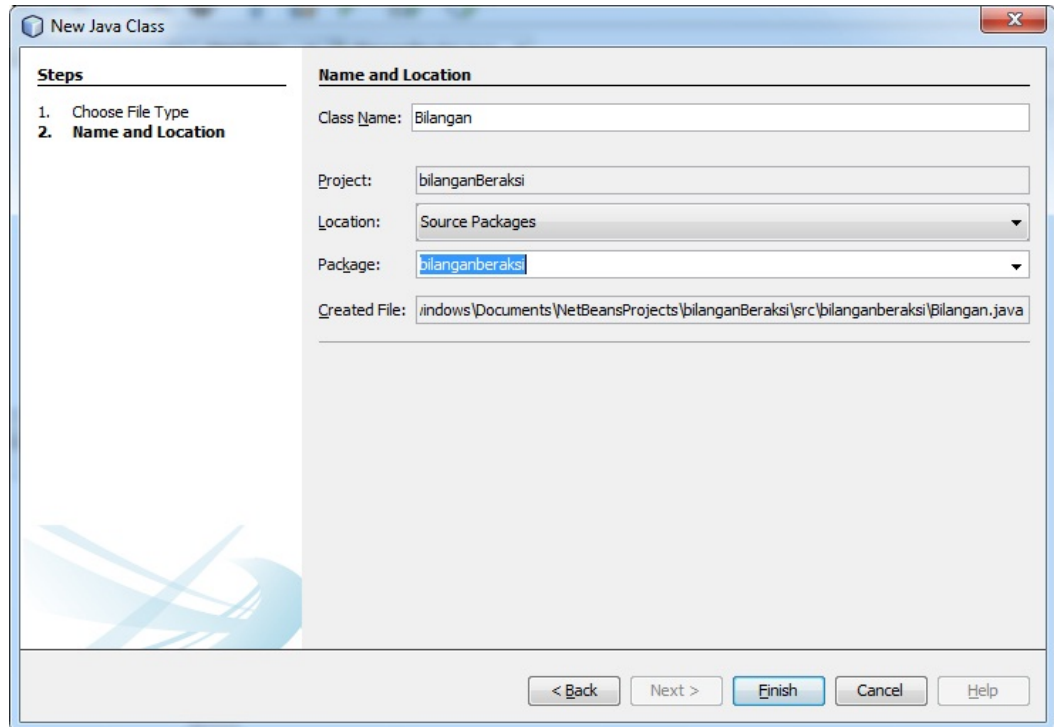 New Java Class
Steps
1. Choose File Type
2. Name and Location
Name and Location
Class Name: Bilangan
Project: bilanganBeraksi
Location: Source Packages
Package: bilanganberaksi
Created File: indows\Documents\NetBeansProjects\bilanganBeraksi\src\bilanganberaksi\Bilangan.java
< Back Next > Finish Cancel Help